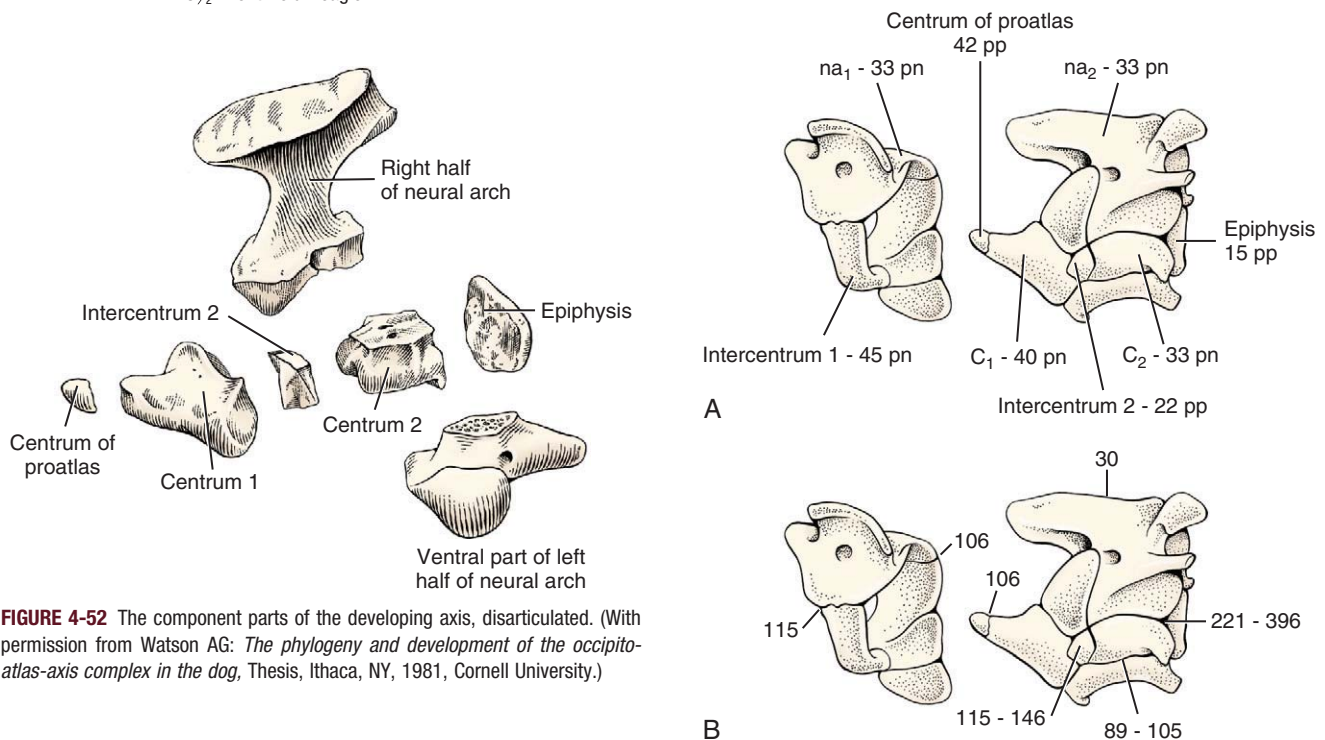 Right half
of neural arch
Intercentrum 2
Epiphysis
Centrum of
proatlas
Centrum 1
Centrum 2
Ventral part of left
half of neural arch
FIGURE 4-52 The component parts of the developing axis, disarticulated. (With
permission from Watson AG: The phylogeny and development of the occipito-
atlas-axis complex in the dog, Thesis, Ithaca, NY, 1981, Cornell University.)
Centrum of proatlas
42 pp
na₁ - 33 pn
na₂ - 33 pn
Epiphysis
15 pp
Intercentrum 1 - 45 pn
C₁ - 40 pn
C₂ - 33 pn
Intercentrum 2 - 22 pp
A
30
106
106
115
221 - 396
115 - 146
89 - 105
B